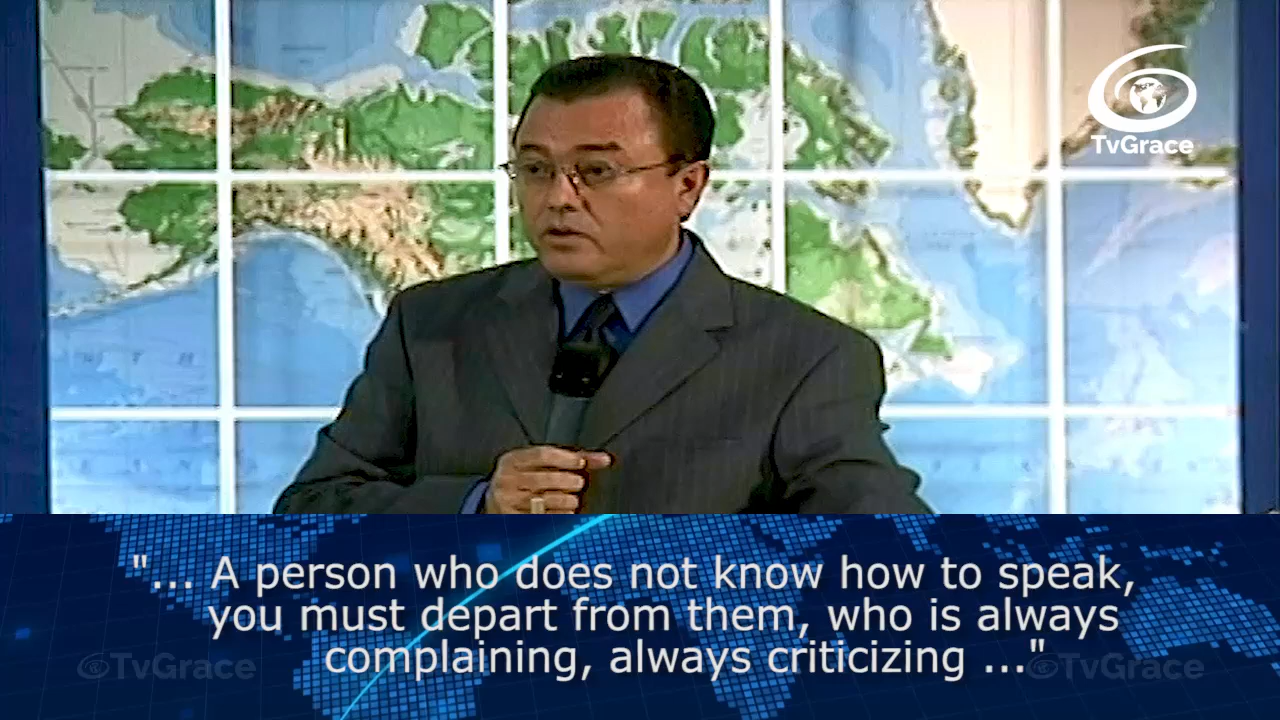 TvGrace
"... A person who does not know how to speak,
you must depart from them, who is always
complaining, always criticizing ..."
TvGrace
TvGrace